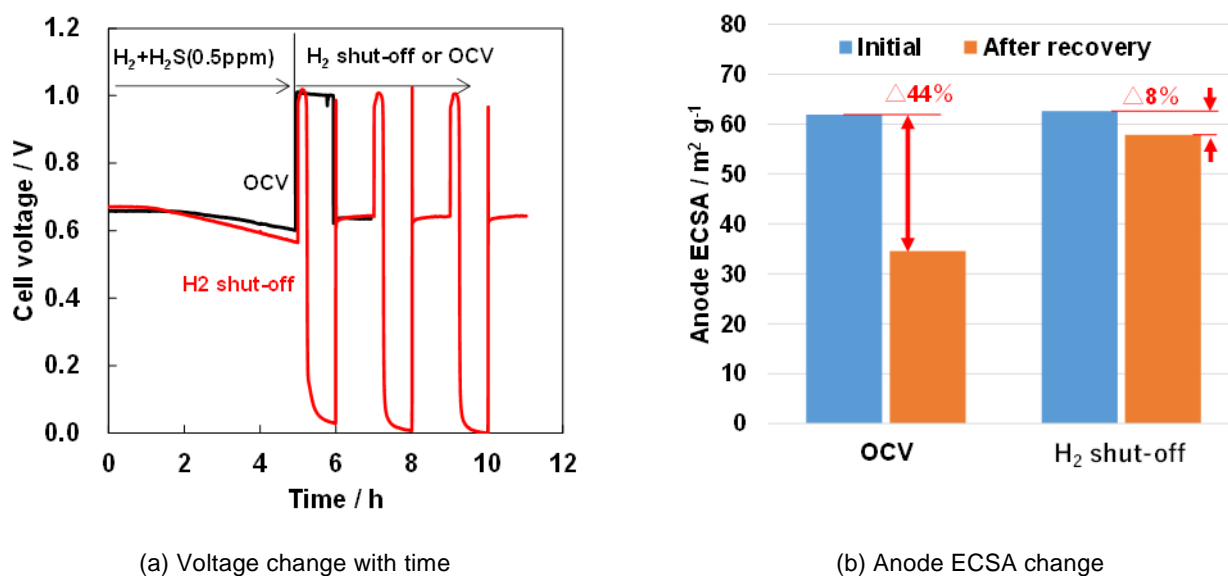 H₂+H₂S(0.5ppm)
H₂ shut-off or OCV
OCV
H2 shut-off
Cell voltage / V
1.2
1.0
0.8
0.6
0.4
0.2
0.0
0 2 4 6 8 10 12
Time / h
(a) Voltage change with time
Initial After recovery
△44%
△8%
Anode ECSA / m² g⁻¹
80
70
60
50
40
30
20
10
0
OCV H₂ shut-off
(b) Anode ECSA change